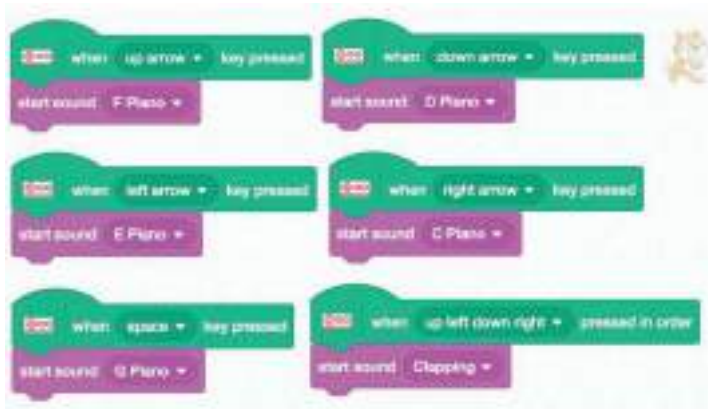 when up arrow key pressed
start sound F Piano
when down arrow key pressed
start sound D Piano
when left arrow key pressed
start sound E Piano
when right arrow key pressed
start sound C Piano
when space key pressed
start sound G Piano
when up left down right pressed in order
start sound Clapping